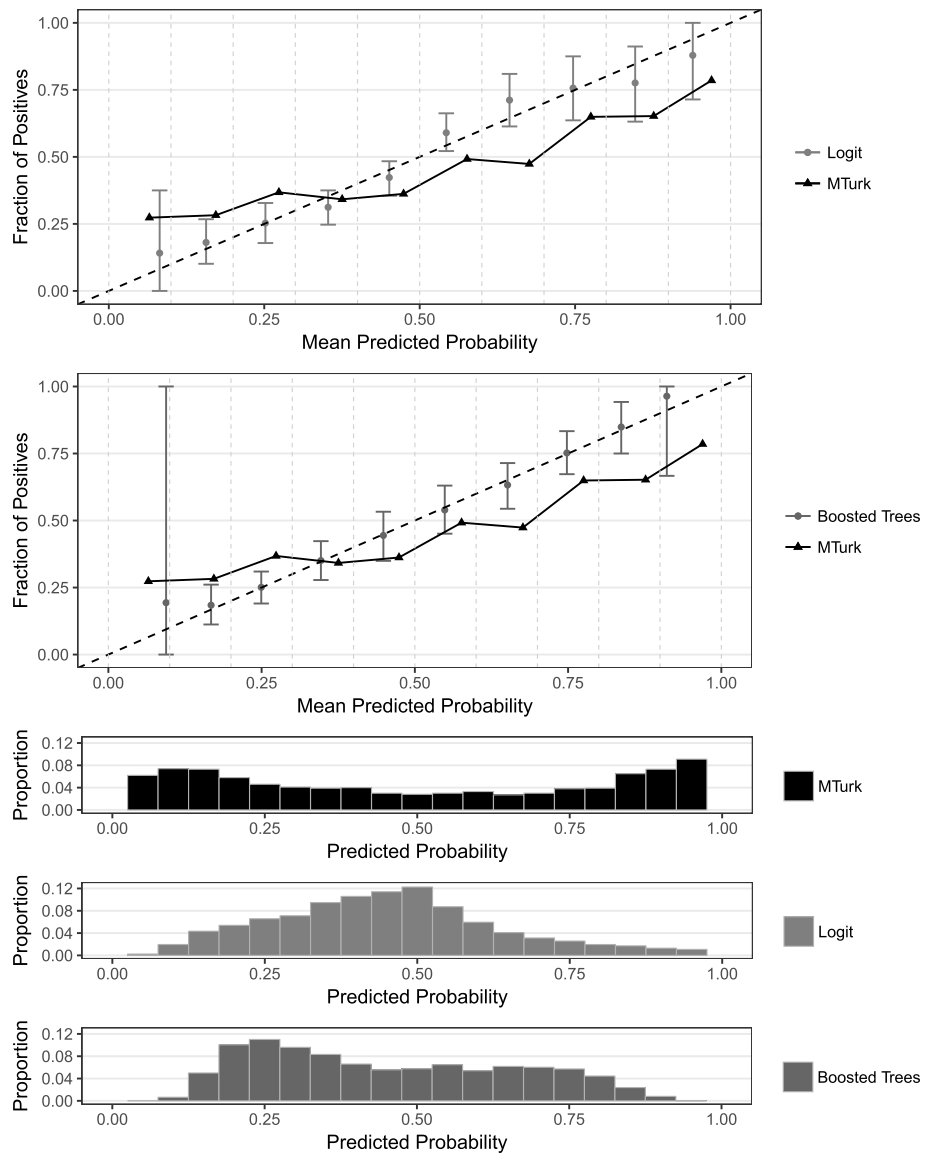 1.00
0.75
0.50
0.25
0.00
Fraction of Positives
0.00 0.25 0.50 0.75 1.00
Mean Predicted Probability
Logit
MTurk
1.00
0.75
0.50
0.25
0.00
Fraction of Positives
0.00 0.25 0.50 0.75 1.00
Mean Predicted Probability
Boosted Trees
MTurk
0.12
0.08
0.04
0.00
Proportion
0.00 0.25 0.50 0.75 1.00
Predicted Probability
MTurk
0.12
0.08
0.04
0.00
Proportion
0.00 0.25 0.50 0.75 1.00
Predicted Probability
Logit
0.12
0.08
0.04
0.00
Proportion
0.00 0.25 0.50 0.75 1.00
Predicted Probability
Boosted Trees